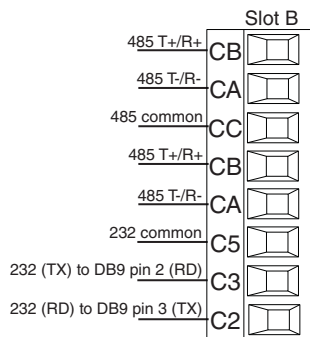 Slot B
485 T+/R+ CB
485 T-/R- CA
485 common CC
485 T+/R+ CB
485 T-/R- CA
232 common C5
232 (TX) to DB9 pin 2 (RD) C3
232 (RD) to DB9 pin 3 (TX) C2